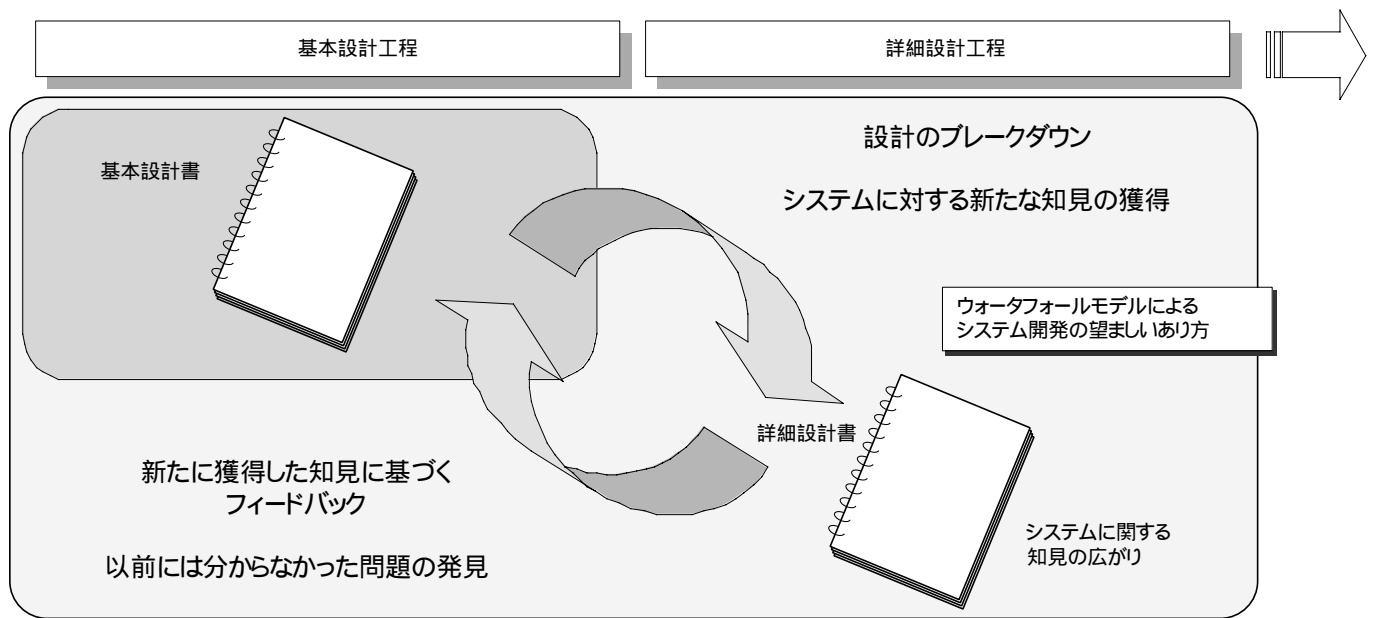 基本設計工程
詳細設計工程
基本設計書
設計のブレークダウン
システムに対する新たな知見の獲得
ウォータフォールモデルによる
システム開発の望ましいあり方
詳細設計書
新たに獲得した知見に基づく
フィードバック
以前には分からなかった問題の発見
システムに関する
知見の広がり